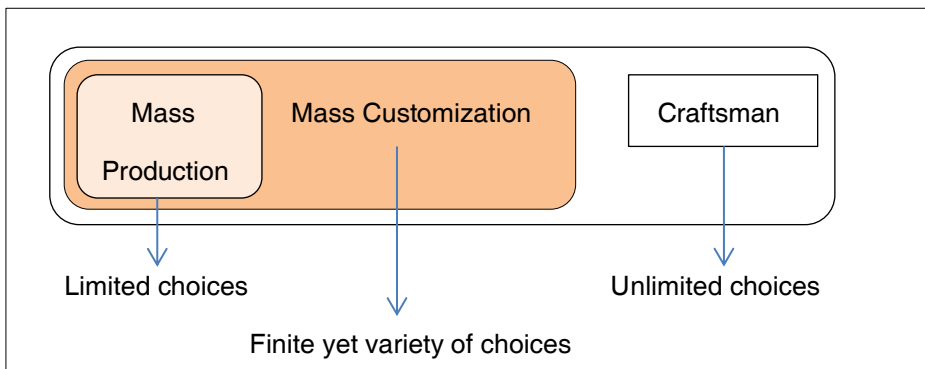 Mass
Production
Mass Customization
Craftsman
Limited choices
Unlimited choices
Finite yet variety of choices